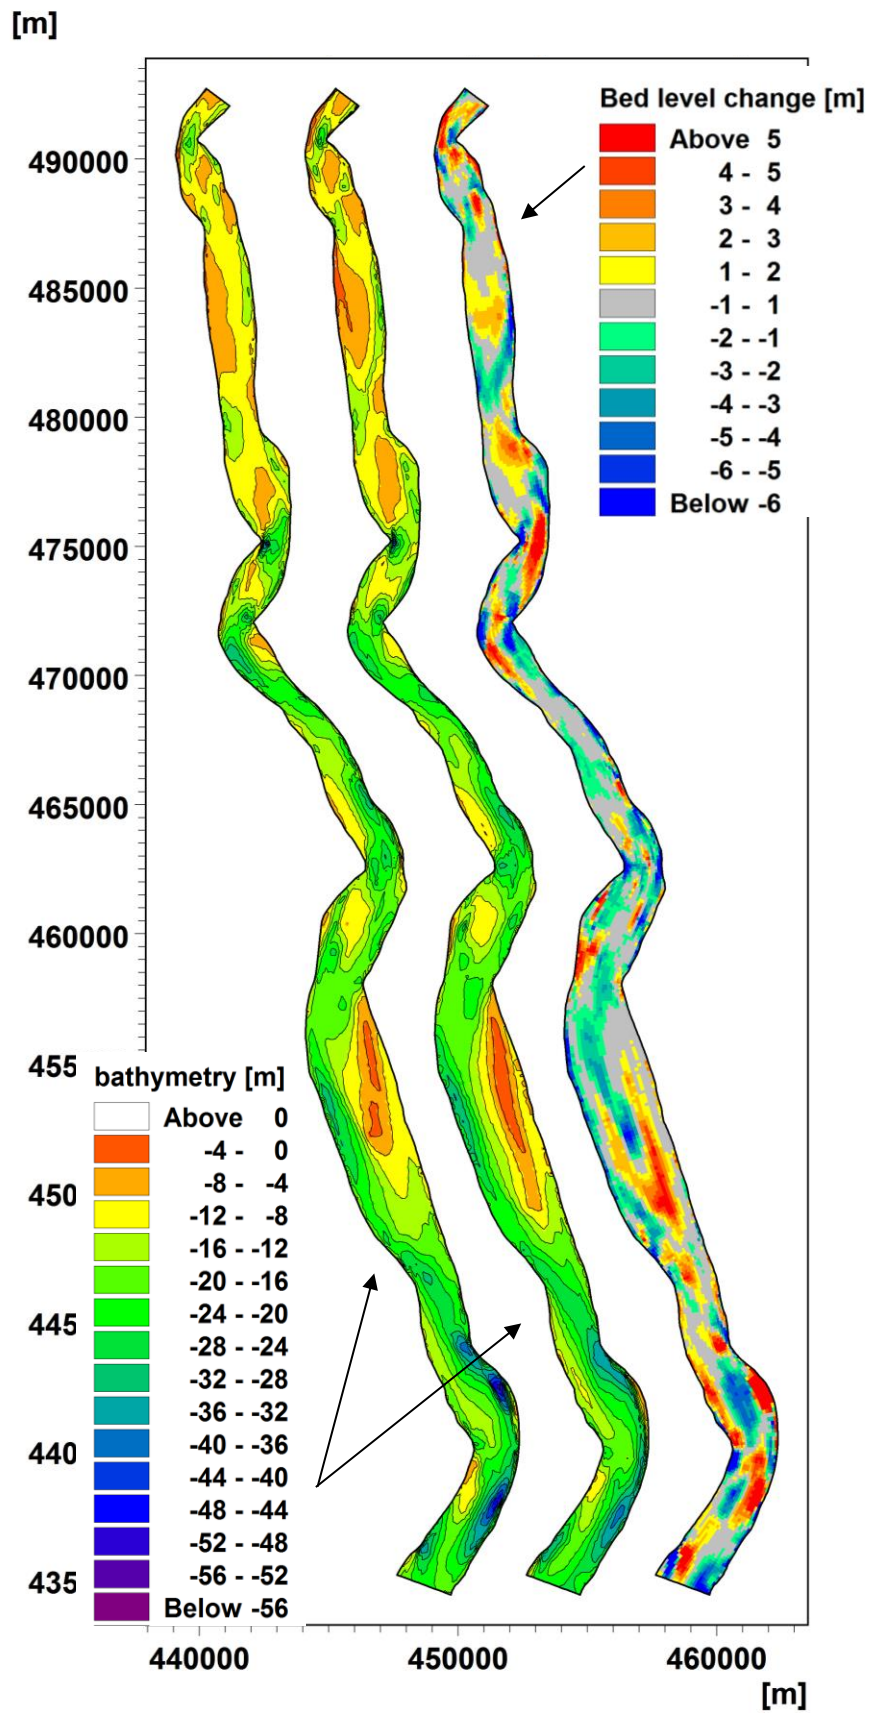 [m]
Bed level change [m]
Above 5
4 - 5
3 - 4
2 - 3
1 - 2
-1 - 1
-2 - -1
-3 - -2
-4 - -3
-5 - -4
-6 - -5
Below -6
490000
485000
480000
475000
470000
465000
460000
455
450
445
440
435
bathymetry [m]
Above 0
-4 - 0
-8 - -4
-12 - -8
-16 - -12
-20 - -16
-24 - -20
-28 - -24
-32 - -28
-36 - -32
-40 - -36
-44 - -40
-48 - -44
-52 - -48
-56 - -52
Below -56
440000 450000 460000
[m]